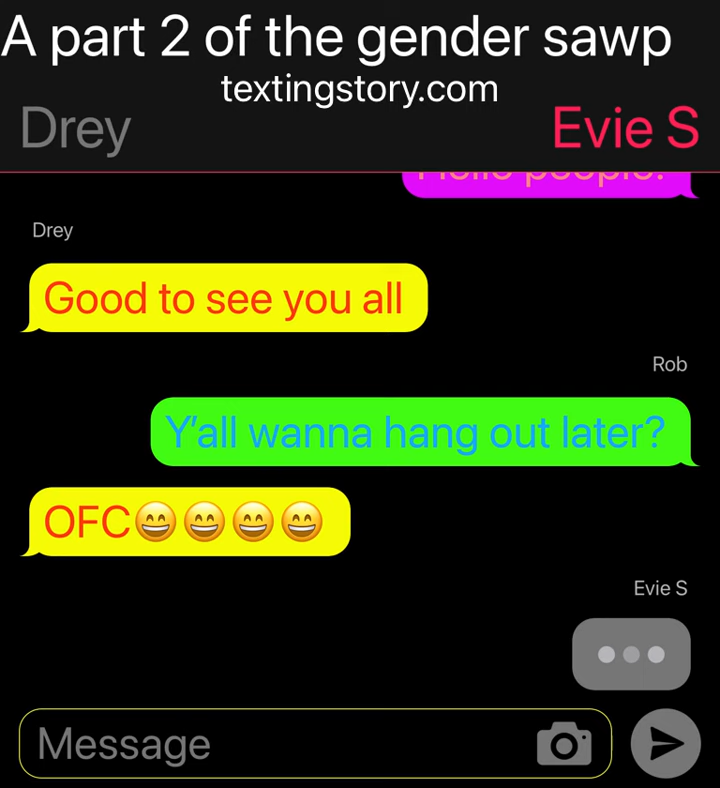 A part 2 of the gender sawp
textingstory.com
Drey
Evie S
Drey
Good to see you all
Rob
Y'all wanna hang out later?
OFC😄😄😄😄
Evie S
Message